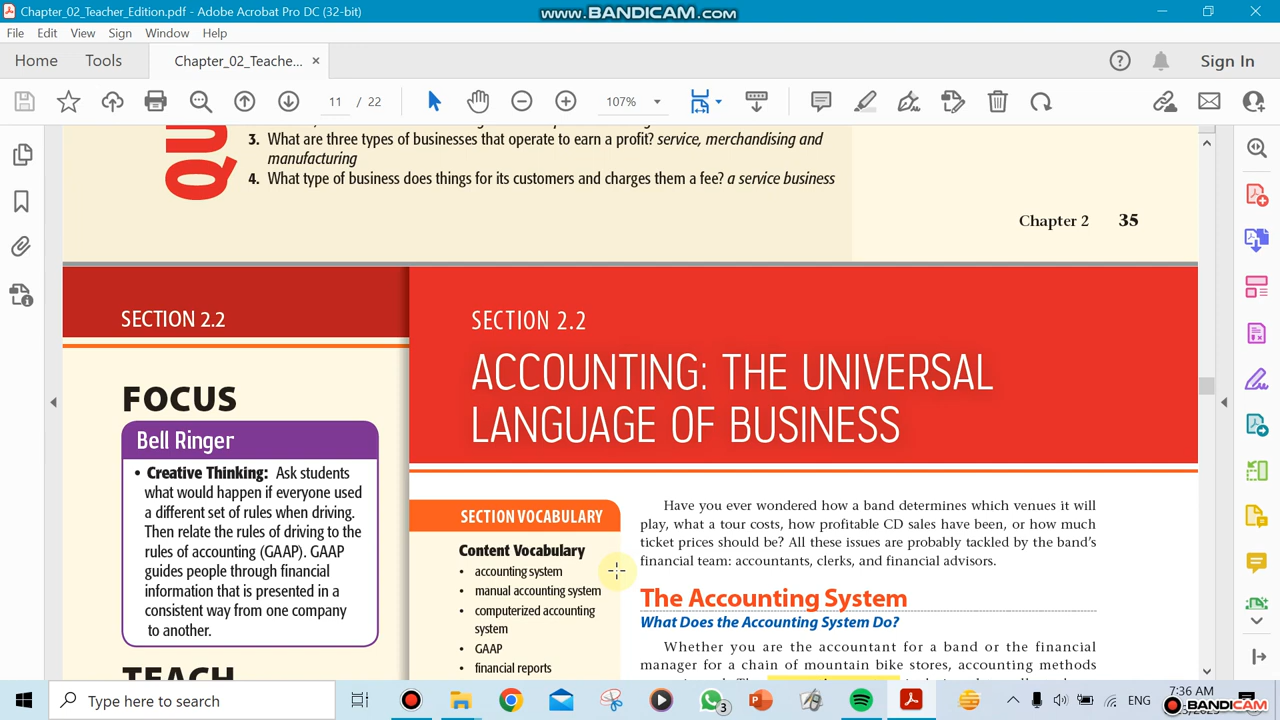 Chapter_02_Teacher_Edition.pdf - Adobe Acrobat Pro DC (32-bit)
www.BANDICAM.com
File Edit View Sign Window Help
Home Tools Chapter_02_Teache... × Sign In
11 / 22 107%
3. What are three types of businesses that operate to earn a profit? service, merchandising and
manufacturing
4. What type of business does things for its customers and charges them a fee? a service business
QU
Chapter 2 35
SECTION 2.2
FOCUS
Bell Ringer
• Creative Thinking: Ask students
what would happen if everyone used
a different set of rules when driving.
Then relate the rules of driving to the
rules of accounting (GAAP). GAAP
guides people through financial
information that is presented in a
consistent way from one company
to another.
TEACH
SECTION 2.2
ACCOUNTING: THE UNIVERSAL
LANGUAGE OF BUSINESS
SECTION VOCABULARY
Content Vocabulary
• accounting system
• manual accounting system
• computerized accounting
system
• GAAP
• financial reports
Have you ever wondered how a band determines which venues it will
play, what a tour costs, how profitable CD sales have been, or how much
ticket prices should be? All these issues are probably tackled by the band's
financial team: accountants, clerks, and financial advisors.
The Accounting System
What Does the Accounting System Do?
Whether you are the accountant for a band or the financial
manager for a chain of mountain bike stores, accounting methods
Type here to search
3
ENG
7:36 AM
BANDICAM